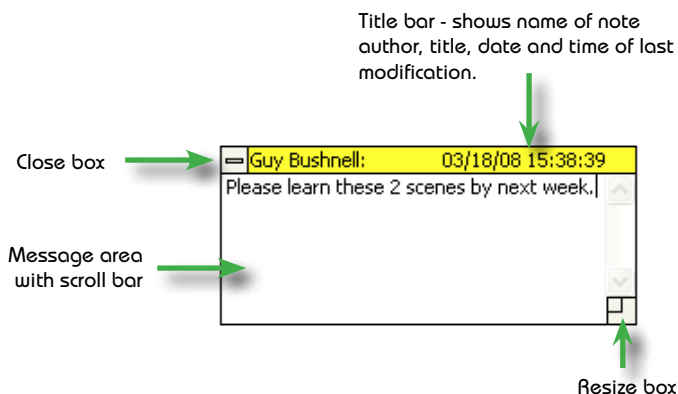 Title bar - shows name of note
author, title, date and time of last
modification.
Close box
Guy Bushnell: 03/18/08 15:38:39
Please learn these 2 scenes by next week.
Message area
with scroll bar
Resize box